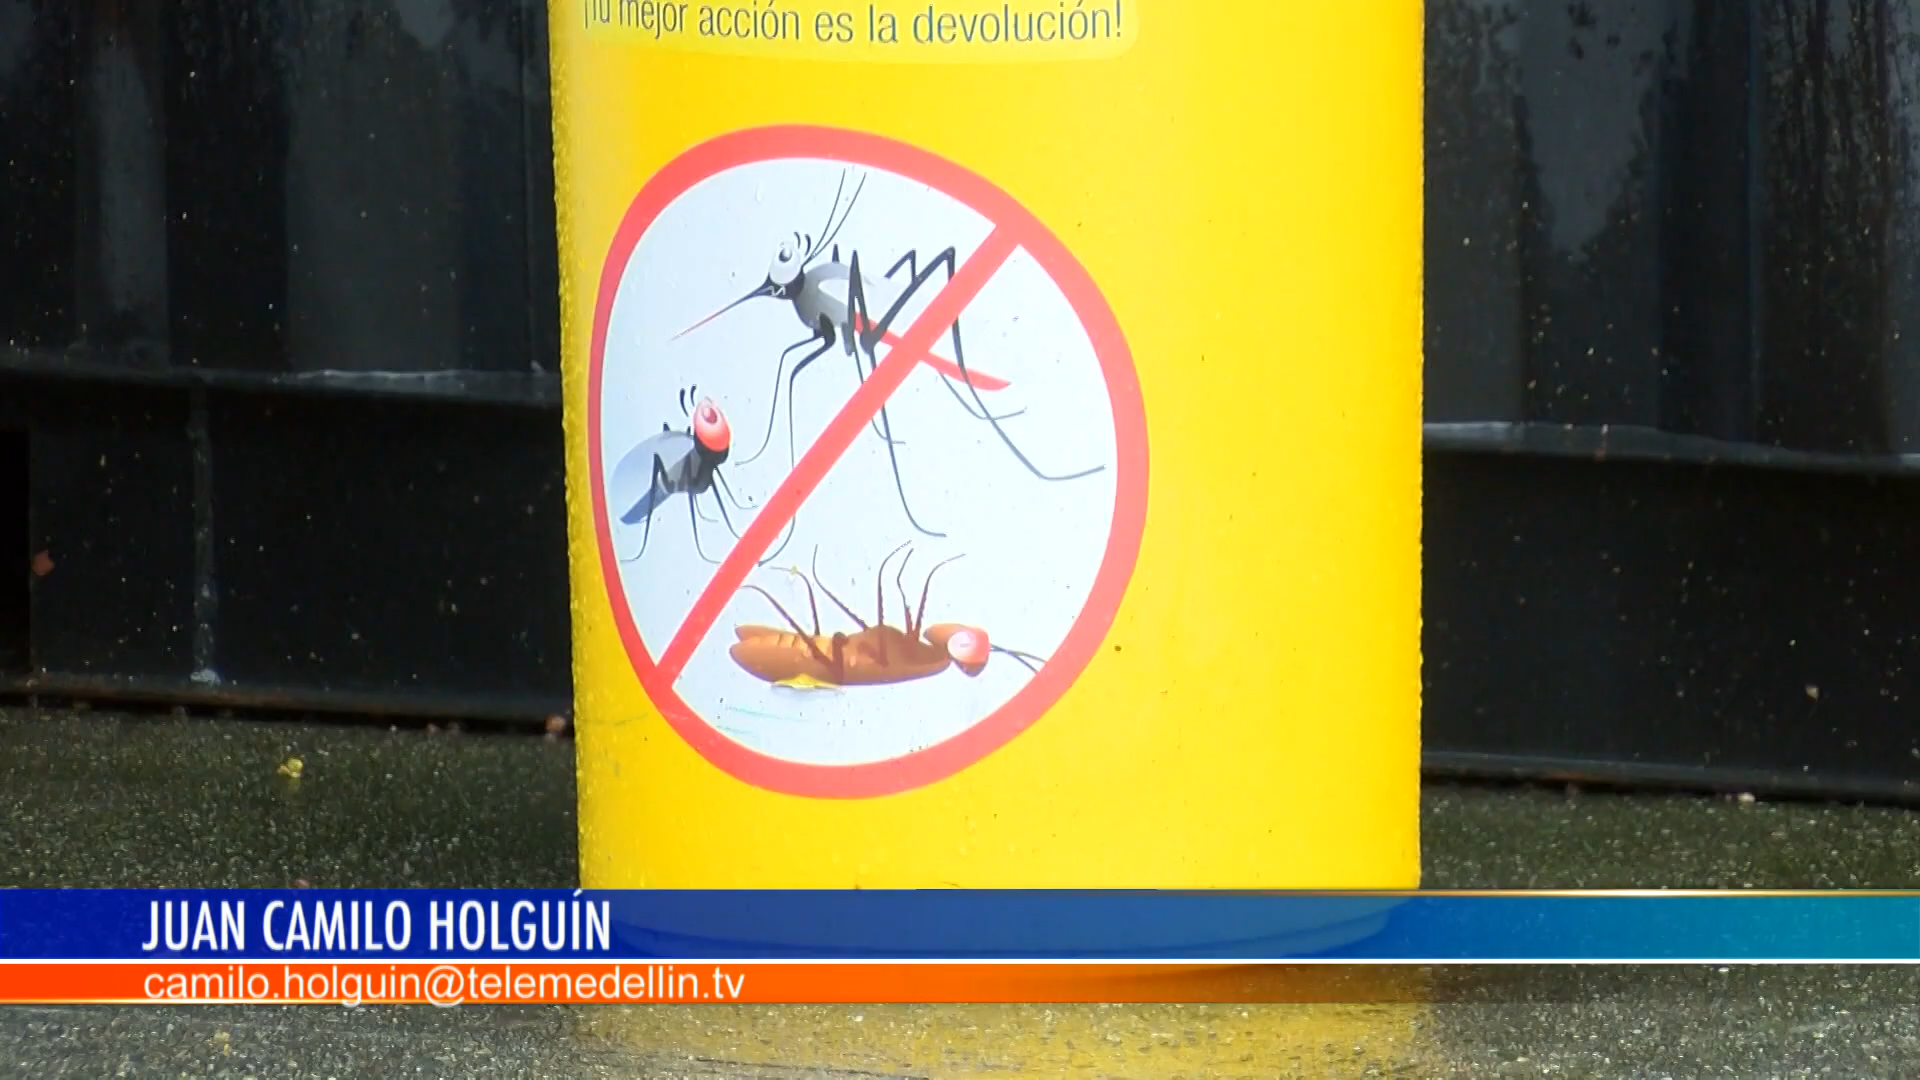 ¡Tu mejor acción es la devolución!
JUAN CAMILO HOLGUÍN
camilo.holguin@telemedellin.tv